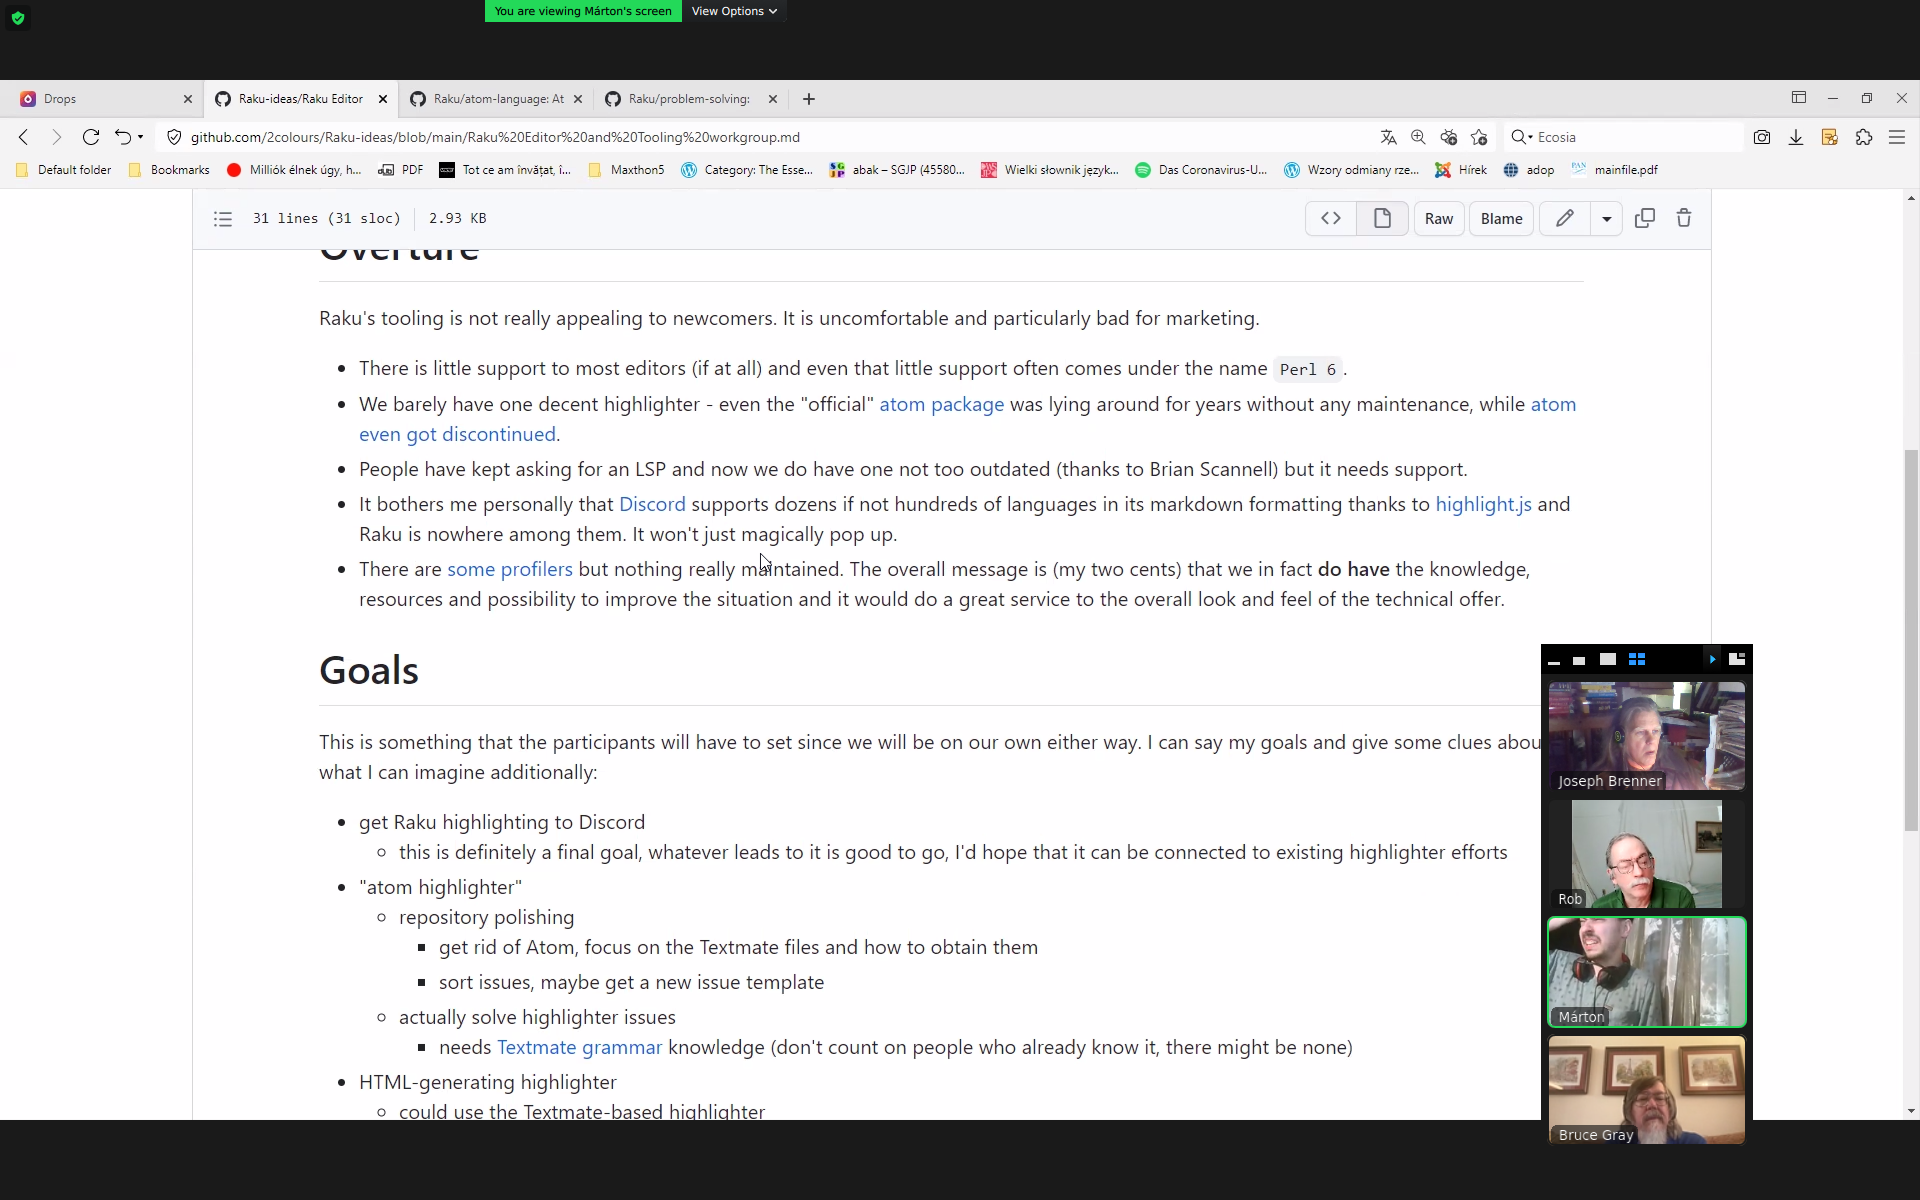 You are viewing Márton's screen View Options
Drops
Raku-ideas/Raku Editor
Raku/atom-language: At
Raku/problem-solving:
github.com/2colours/Raku-ideas/blob/main/Raku%20Editor%20and%20Tooling%20workgroup.md
Ecosia
Default folder Bookmarks Milliók élnek úgy, h... PDF Tot ce am învățat, î... Maxthon5 Category: The Esse... abak – SGJP (45580... Wielki słownik język... Das Coronavirus-U... Wzory odmiany rze... Hírek adop mainfile.pdf
31 lines (31 sloc) 2.93 KB
Raw Blame
Overture
Raku's tooling is not really appealing to newcomers. It is uncomfortable and particularly bad for marketing.
There is little support to most editors (if at all) and even that little support often comes under the name Perl 6.
We barely have one decent highlighter - even the "official" atom package was lying around for years without any maintenance, while atom
even got discontinued.
People have kept asking for an LSP and now we do have one not too outdated (thanks to Brian Scannell) but it needs support.
It bothers me personally that Discord supports dozens if not hundreds of languages in its markdown formatting thanks to highlight.js and
Raku is nowhere among them. It won't just magically pop up.
There are some profilers but nothing really maintained. The overall message is (my two cents) that we in fact do have the knowledge,
resources and possibility to improve the situation and it would do a great service to the overall look and feel of the technical offer.
Goals
This is something that the participants will have to set since we will be on our own either way. I can say my goals and give some clues abou
what I can imagine additionally:
get Raku highlighting to Discord
this is definitely a final goal, whatever leads to it is good to go, I'd hope that it can be connected to existing highlighter efforts
"atom highlighter"
repository polishing
get rid of Atom, focus on the Textmate files and how to obtain them
sort issues, maybe get a new issue template
actually solve highlighter issues
needs Textmate grammar knowledge (don't count on people who already know it, there might be none)
HTML-generating highlighter
could use the Textmate-based highlighter
Joseph Brenner
Rob
Márton
Bruce Gray